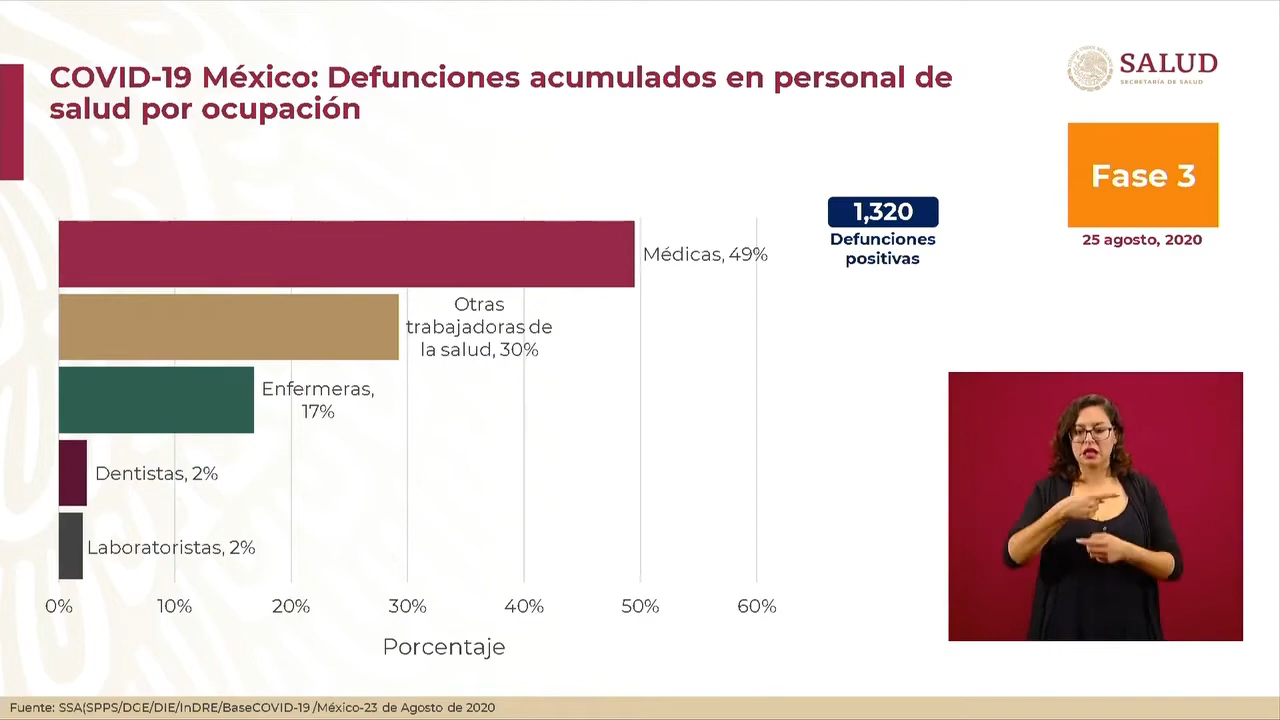 COVID-19 México: Defunciones acumulados en personal de
salud por ocupación
SALUD
SECRETARÍA DE SALUD
Fase 3
25 agosto, 2020
1,320
Defunciones
positivas
Médicas, 49%
Otras
trabajadoras de
la salud, 30%
Enfermeras,
17%
Dentistas, 2%
Laboratoristas, 2%
0% 10% 20% 30% 40% 50% 60%
Porcentaje
Fuente: SSA(SPPS/DGE/DIE/InDRE/BaseCOVID-19 /México-23 de Agosto de 2020